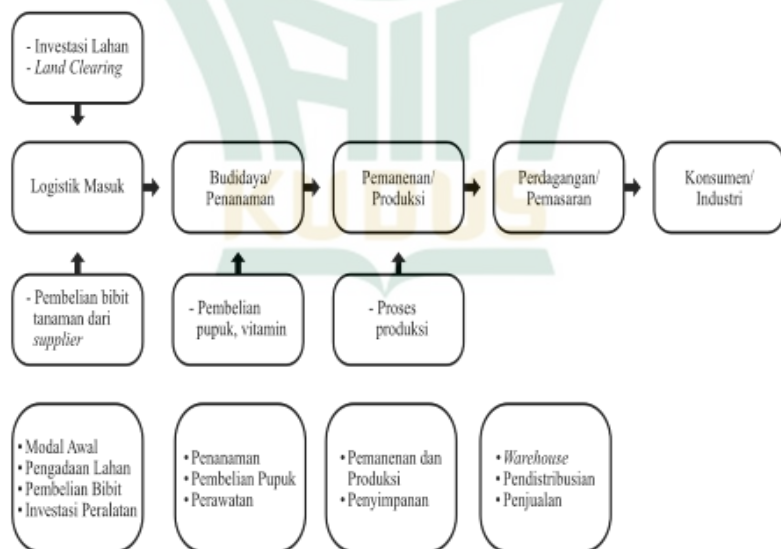 - Investasi Lahan
- Land Clearing
Logistik Masuk
Budidaya/
Penanaman
Pemanenan/
Produksi
Perdagangan/
Pemasaran
Konsumen/
Industri
- Pembelian bibit
tanaman dari
supplier
- Pembelian
pupuk, vitamin
- Proses
produksi
• Modal Awal
• Pengadaan Lahan
• Pembelian Bibit
• Investasi Peralatan
• Penanaman
• Pembelian Pupuk
• Perawatan
• Pemanenan dan
Produksi
• Penyimpanan
• Warehouse
• Pendistribusian
• Penjualan
IAIN
KUDUS